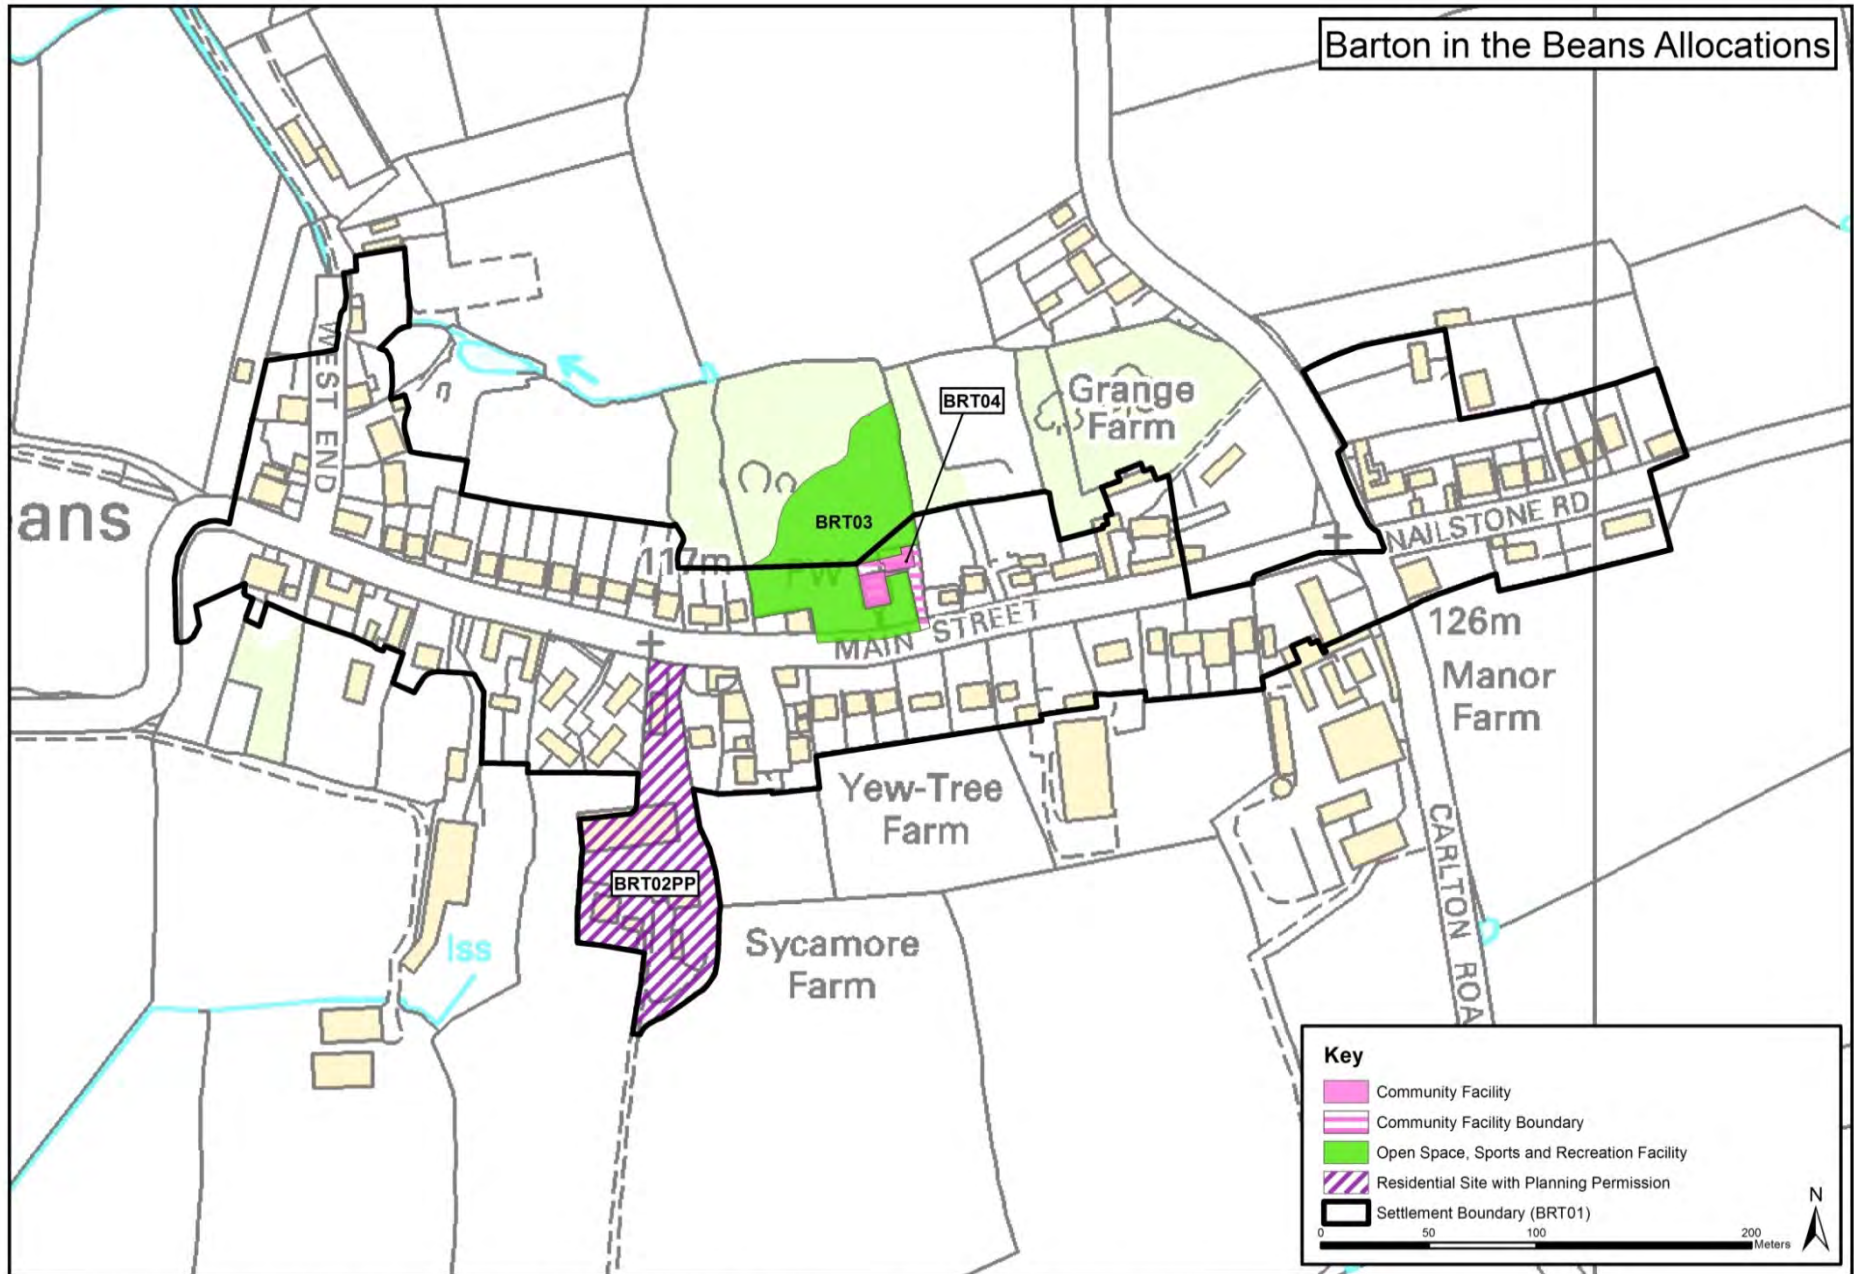 Barton in the Beans Allocations
WEST END
Grange
Farm
BRT04
ans
BRT03
NAILSTONE RD
117m
PW
MAIN STREET
126m
Manor
Farm
Yew-Tree
Farm
BRT02PP
CARLTON ROA
Iss
Sycamore
Farm
Key
Community Facility
Community Facility Boundary
Open Space, Sports and Recreation Facility
Residential Site with Planning Permission
Settlement Boundary (BRT01)
N
0 50 100 200
Meters